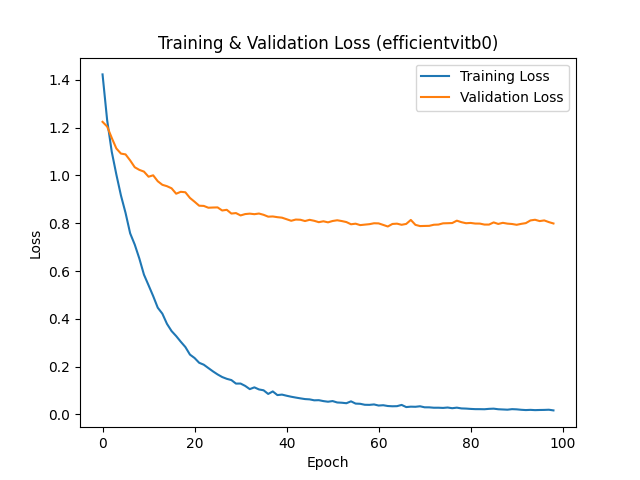 Training & Validation Loss (efficientvitb0)
Training Loss
Validation Loss
Loss
1.4
1.2
1.0
0.8
0.6
0.4
0.2
0.0
0 20 40 60 80 100
Epoch